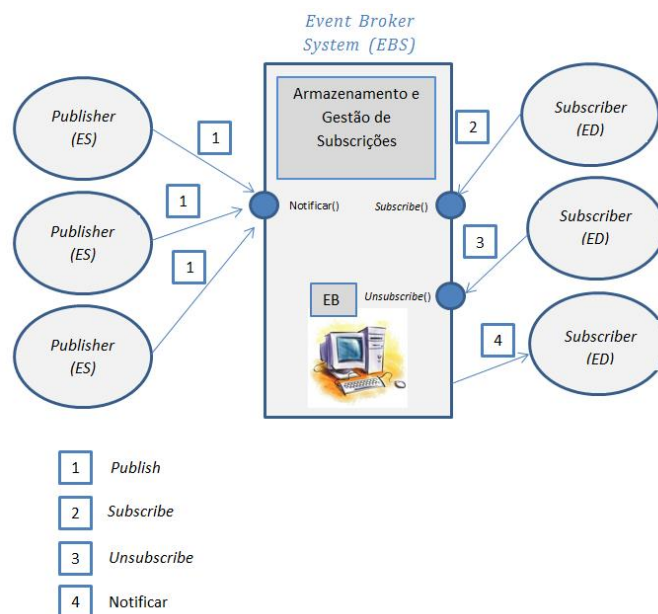 Event Broker
System (EBS)
Publisher
(ES)
Publisher
(ES)
Publisher
(ES)
1
1
1
Armazenamento e
Gestão de
Subscrições
Notificar()
Subscribe()
EB
Unsubscribe()
2
3
4
Subscriber
(ED)
Subscriber
(ED)
Subscriber
(ED)
1 Publish
2 Subscribe
3 Unsubscribe
4 Notificar